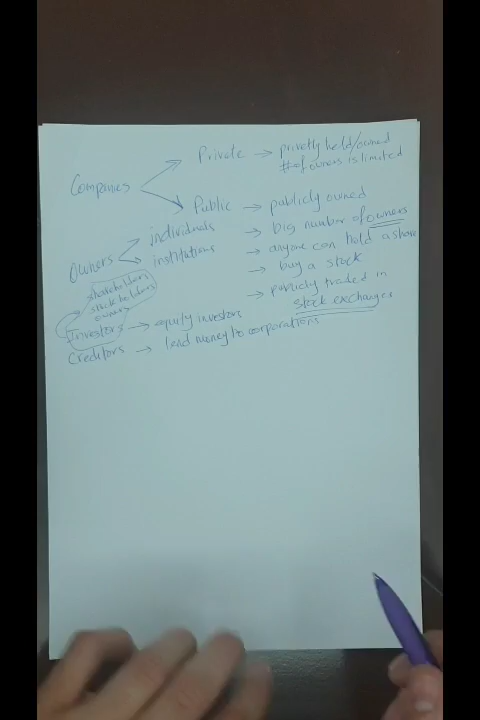 Companies
Private → privetly held/owned
# of owners is limited
Public → publicly owned
→ big number of owners
→ anyone can hold a share
→ buy a stock
→ publicly traded in
stock exchanges
Owners
individuals
institutions
shareholders
stockholders
owners
Investors → equity investors
Creditors → lend money to corporations